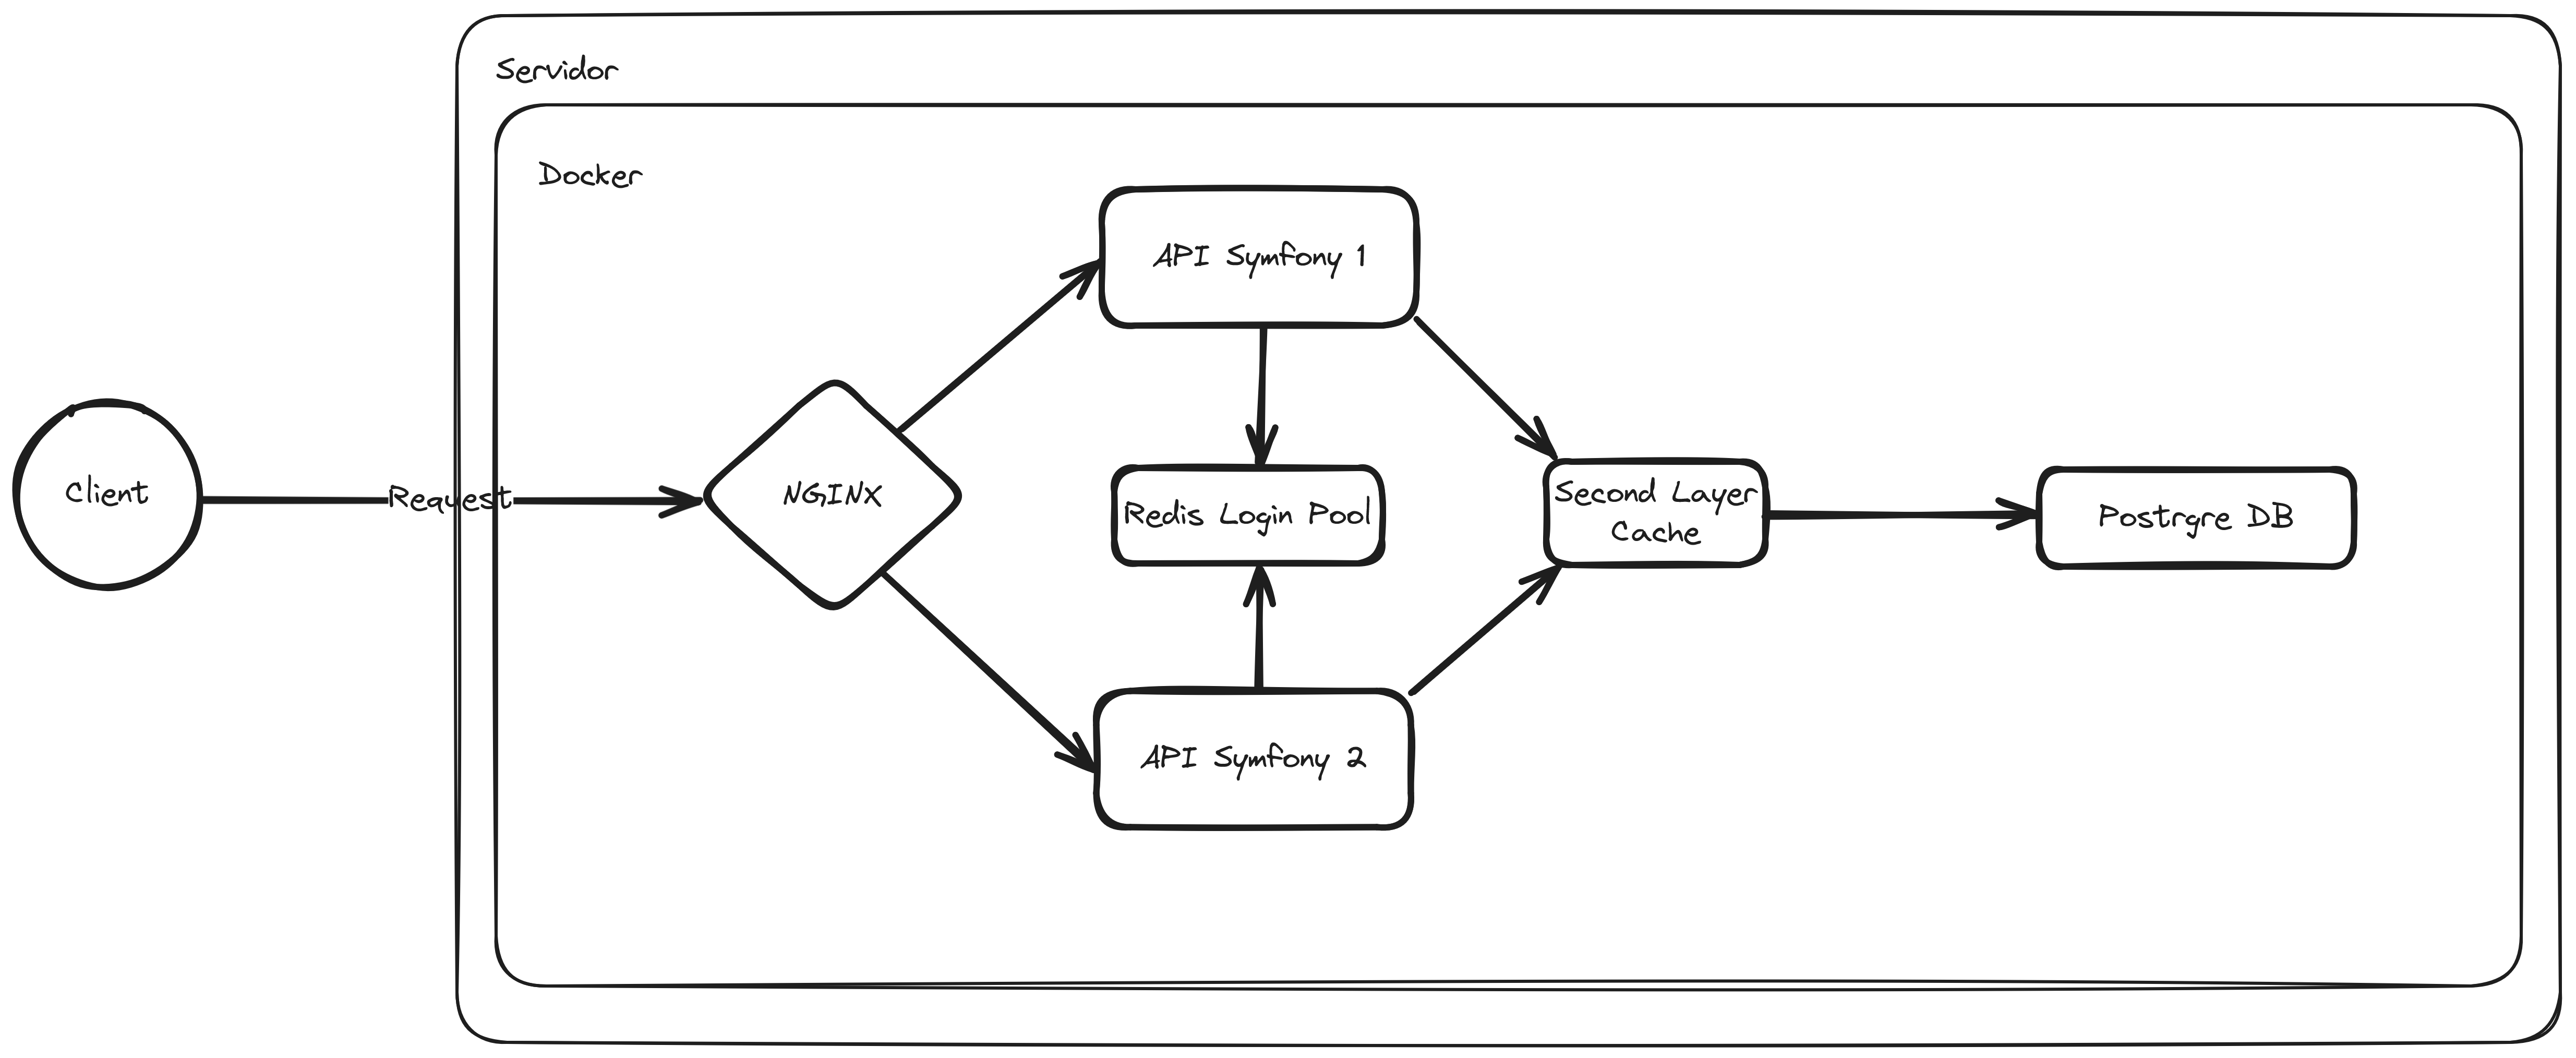 Servidor
Docker
API Symfony 1
Client
Request
NGINX
Redis Login Pool
Second Layer
Cache
Postrgre DB
API Symfony 2